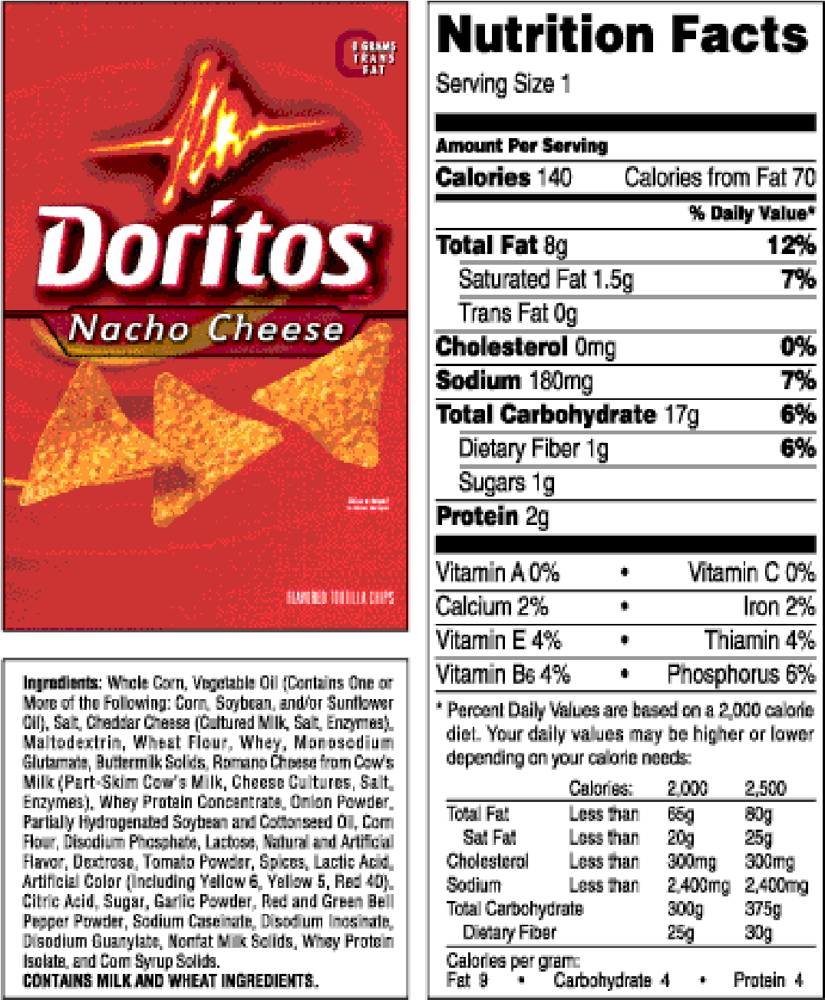 0 GRAMS
TRANS
FAT
Doritos
Nacho Cheese
FLAVORED TORTILLA CHIPS
Ingredients: Whole Corn, Vegetable Oil (Contains One or
More of the Following: Corn, Soybean, and/or Sunflower
Oil), Salt, Cheddar Cheese (Cultured Milk, Salt, Enzymes),
Maltodextrin, Wheat Flour, Whey, Monosodium
Glutamate, Buttermilk Solids, Romano Cheese from Cow's
Milk (Part-Skim Cow's Milk, Cheese Cultures, Salt,
Enzymes), Whey Protein Concentrate, Onion Powder,
Partially Hydrogenated Soybean and Cottonseed Oil, Corn
Flour, Disodium Phosphate, Lactose, Natural and Artificial
Flavor, Dextrose, Tomato Powder, Spices, Lactic Acid,
Artificial Color (Including Yellow 6, Yellow 5, Red 40),
Citric Acid, Sugar, Garlic Powder, Red and Green Bell
Pepper Powder, Sodium Caseinate, Disodium Inosinate,
Disodium Guanylate, Nonfat Milk Solids, Whey Protein
Isolate, and Corn Syrup Solids.
CONTAINS MILK AND WHEAT INGREDIENTS.
Nutrition Facts
Serving Size 1
Amount Per Serving
Calories 140 Calories from Fat 70
% Daily Value*
Total Fat 8g 12%
Saturated Fat 1.5g 7%
Trans Fat 0g
Cholesterol 0mg 0%
Sodium 180mg 7%
Total Carbohydrate 17g 6%
Dietary Fiber 1g 6%
Sugars 1g
Protein 2g
Vitamin A 0% • Vitamin C 0%
Calcium 2% • Iron 2%
Vitamin E 4% • Thiamin 4%
Vitamin B6 4% • Phosphorus 6%
* Percent Daily Values are based on a 2,000 calorie
diet. Your daily values may be higher or lower
depending on your calorie needs:
Calories: 2,000 2,500
Total Fat Less than 65g 80g
Sat Fat Less than 20g 25g
Cholesterol Less than 300mg 300mg
Sodium Less than 2,400mg 2,400mg
Total Carbohydrate 300g 375g
Dietary Fiber 25g 30g
Calories per gram:
Fat 9 • Carbohydrate 4 • Protein 4